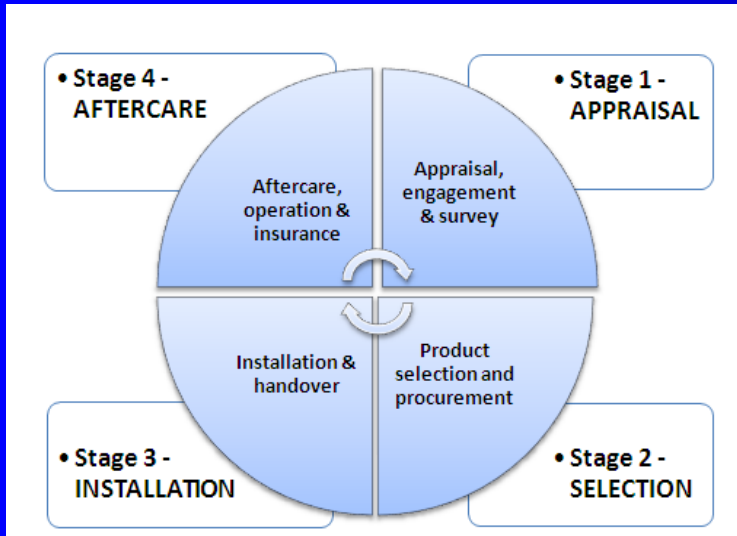 • Stage 4 -
AFTERCARE
• Stage 1 -
APPRAISAL
Aftercare,
operation &
insurance
Appraisal,
engagement
& survey
Installation &
handover
Product
selection and
procurement
• Stage 3 -
INSTALLATION
• Stage 2 -
SELECTION